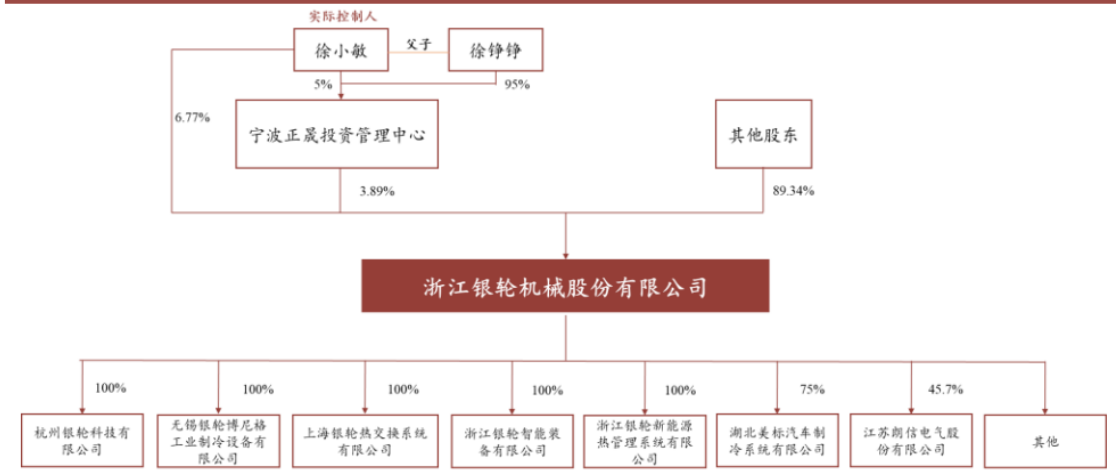 实际控制人
徐小敏
父子
徐铮铮
5%
95%
6.77%
宁波正晟投资管理中心
其他股东
3.89%
89.34%
浙江银轮机械股份有限公司
100%
100%
100%
100%
100%
75%
45.7%
杭州银轮科技有
限公司
无锡银轮博尼格
工业制冷设备有
限公司
上海银轮热交换系统
有限公司
浙江银轮智能装
备有限公司
浙江银轮新能源
热管理系统有限
公司
湖北美标汽车制
冷系统有限公司
江苏朗信电气股
份有限公司
其他